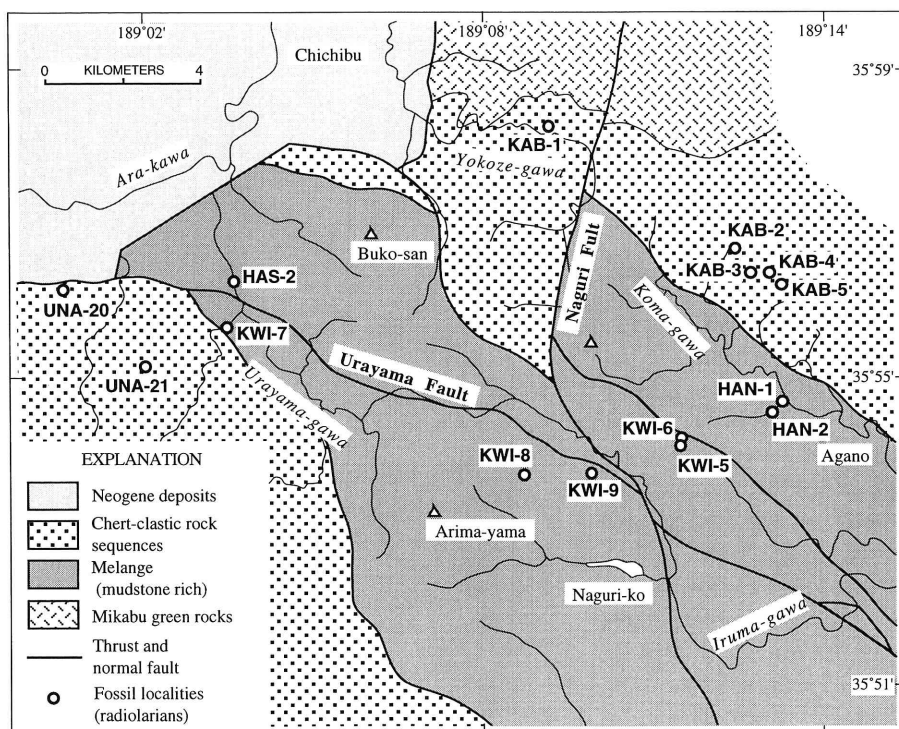 189°02'
189°08'
189°14'
0 KILOMETERS 4
Chichibu
35°59'
KAB-1
Yokoze-gawa
Ara-kawa
Buko-san
KAB-2
KAB-3
KAB-4
KAB-5
Naguri Fult
Koma-gawa
HAS-2
UNA-20
KWI-7
UNA-21
Urayama-gawa
Urayama Fault
35°55'
HAN-1
HAN-2
KWI-6
KWI-5
Agano
KWI-8
KWI-9
Arima-yama
Naguri-ko
Iruma-gawa
35°51'
EXPLANATION
Neogene deposits
Chert-clastic rock
sequences
Melange
(mudstone rich)
Mikabu green rocks
Thrust and
normal fault
Fossil localities
(radiolarians)